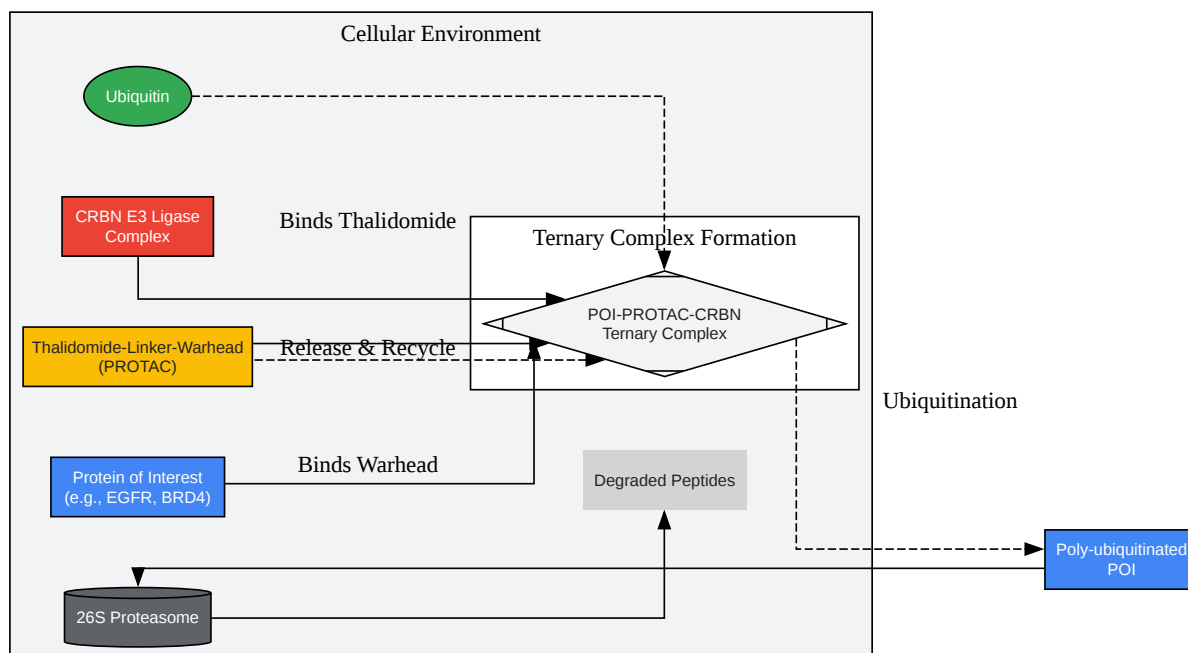 Cellular Environment
Ubiquitin
CRBN E3 Ligase
Complex
Binds Thalidomide
Ternary Complex Formation
POI-PROTAC-CRBN
Ternary Complex
Thalidomide-Linker-Warhead
(PROTAC)
Release & Recycle
Ubiquitination
Binds Warhead
Protein of Interest
(e.g., EGFR, BRD4)
Degraded Peptides
Poly-ubiquitinated
POI
26S Proteasome